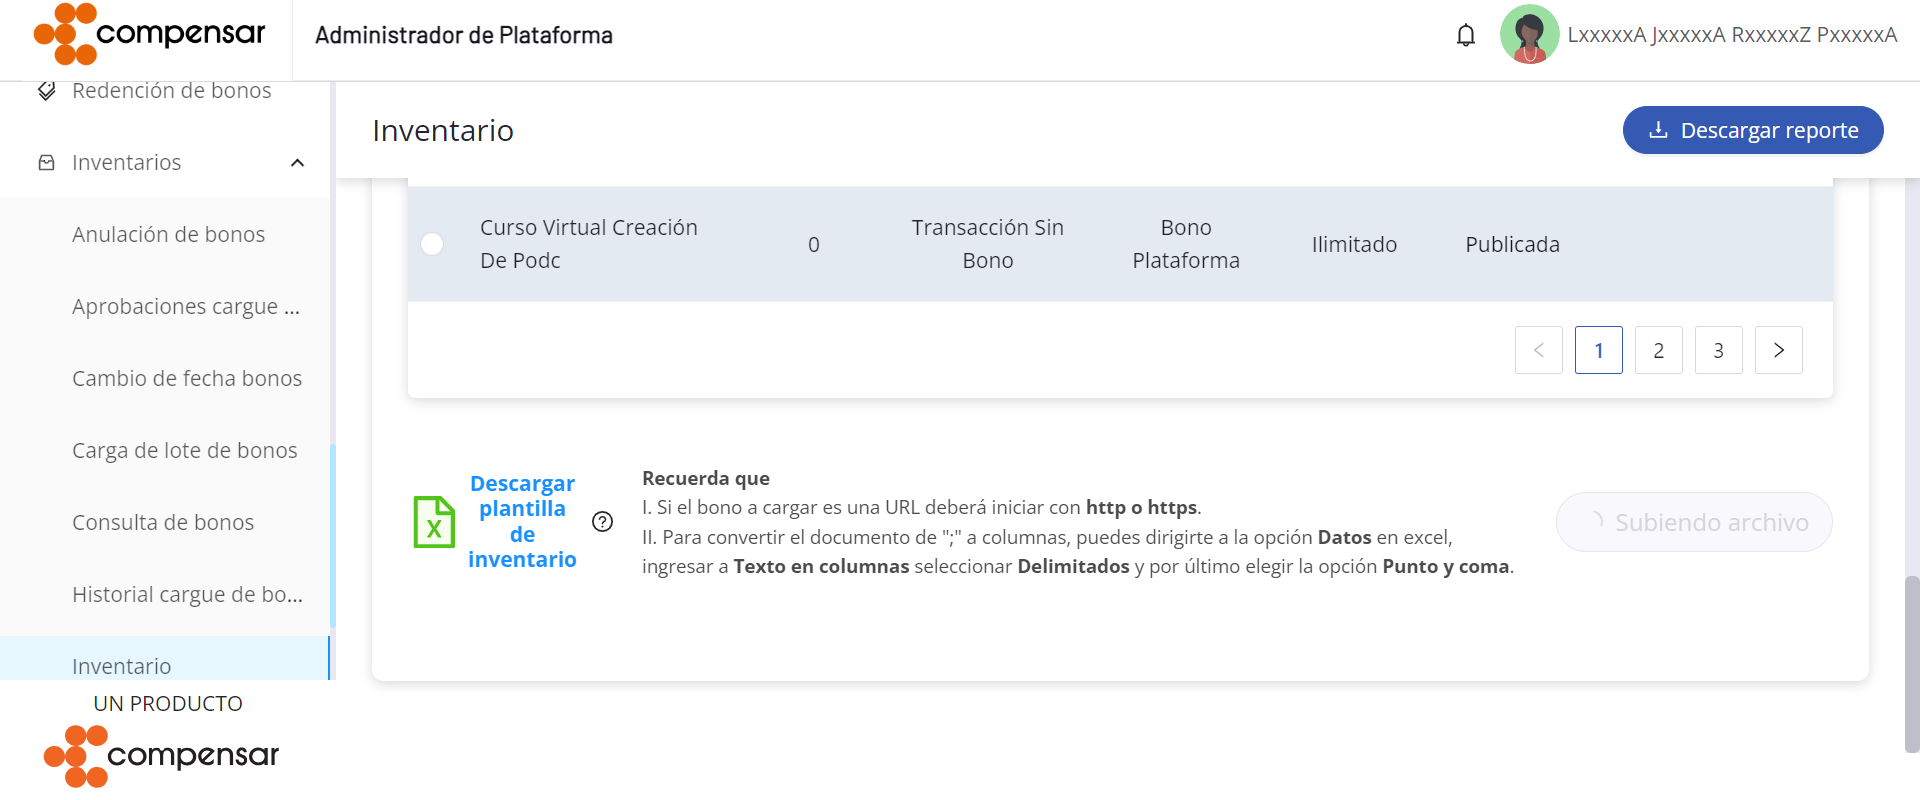 compensar
Administrador de Plataforma
LxxxxxA JxxxxxA RxxxxxZ PxxxxxA
Redención de bonos
Inventarios
Anulación de bonos
Aprobaciones cargue ...
Cambio de fecha bonos
Carga de lote de bonos
Consulta de bonos
Historial cargue de bo...
Inventario
UN PRODUCTO
compensar
Inventario
Descargar reporte
Curso Virtual Creación
De Podc
0
Transacción Sin
Bono
Bono
Plataforma
Ilimitado
Publicada
< 1 2 3 >
X
Descargar
plantilla
de
inventario
?
Recuerda que
I. Si el bono a cargar es una URL deberá iniciar con http o https.
II. Para convertir el documento de ";" a columnas, puedes dirigirte a la opción Datos en excel,
ingresar a Texto en columnas seleccionar Delimitados y por último elegir la opción Punto y coma.
Subiendo archivo